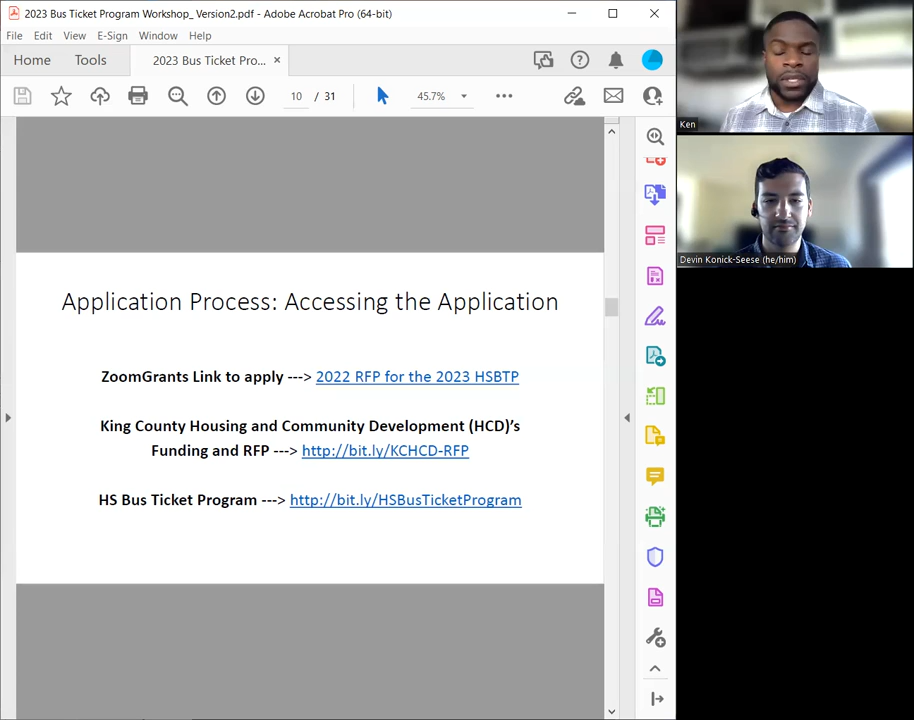 2023 Bus Ticket Program Workshop_ Version2.pdf - Adobe Acrobat Pro (64-bit)
File Edit View E-Sign Window Help
Home Tools 2023 Bus Ticket Pro... ×
10 / 31 45.7%
Ken
Devin Konick-Seese (he/him)
Application Process: Accessing the Application
ZoomGrants Link to apply ---> 2022 RFP for the 2023 HSBTP
King County Housing and Community Development (HCD)’s
Funding and RFP ---> http://bit.ly/KCHCD-RFP
HS Bus Ticket Program ---> http://bit.ly/HSBusTicketProgram